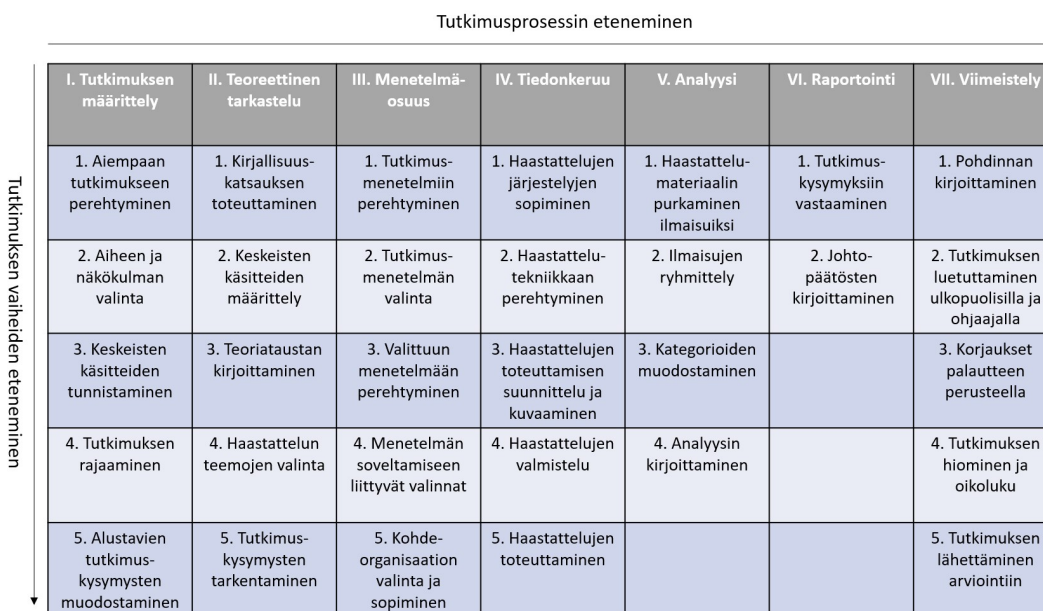 Tutkimusprosessin eteneminen
Tutkimuksen vaiheiden eteneminen
I. Tutkimuksen
määrittely
II. Teoreettinen
tarkastelu
III. Menetelmä-
osuus
IV. Tiedonkeruu
V. Analyysi
VI. Raportointi
VII. Viimeistely
1. Aiempaan
tutkimukseen
perehtyminen
1. Kirjallisuus-
katsauksen
toteuttaminen
1. Tutkimus-
menetelmiin
perehtyminen
1. Haastattelujen
järjestelyjen
sopiminen
1. Haastattelu-
materiaalin
purkaminen
ilmaisuiksi
1. Tutkimus-
kysymyksiin
vastaaminen
1. Pohdinnan
kirjoittaminen
2. Aiheen ja
näkökulman
valinta
2. Keskeisten
käsitteiden
määrittely
2. Tutkimus-
menetelmän
valinta
2. Haastattelu-
tekniikkaan
perehtyminen
2. Ilmaisujen
ryhmittely
2. Johto-
päätösten
kirjoittaminen
2. Tutkimuksen
luetuttaminen
ulkopuolisilla ja
ohjaajalla
3. Keskeisten
käsitteiden
tunnistaminen
3. Teoriataustan
kirjoittaminen
3. Valittuun
menetelmään
perehtyminen
3. Haastattelujen
toteuttamisen
suunnittelu ja
kuvaaminen
3. Kategorioiden
muodostaminen
3. Korjaukset
palautteen
perusteella
4. Tutkimuksen
rajaaminen
4. Haastattelun
teemojen valinta
4. Menetelmän
soveltamiseen
liittyvät valinnat
4. Haastattelujen
valmistelu
4. Analyysin
kirjoittaminen
4. Tutkimuksen
hiominen ja
oikoluku
5. Alustavien
tutkimus-
kysymysten
muodostaminen
5. Tutkimus-
kysymysten
tarkentaminen
5. Kohde-
organisaation
valinta ja
sopiminen
5. Haastattelujen
toteuttaminen
5. Tutkimuksen
lähettäminen
arviointiin